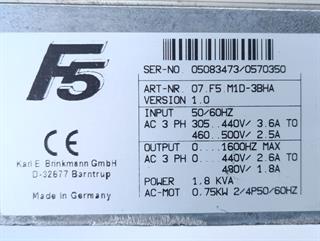 F5
SER-NO. 05083473/0570350
ART-NR. 07.F5 M1D-3BHA
VERSION 1.0
INPUT 50/60HZ
AC 3 PH 305..440V/ 3.6A TO
460..500V/ 2.5A
OUTPUT 0...1600HZ MAX
AC 3 PH 0...440V/ 2.6A TO
480V/ 1.8A
POWER 1,8 KVA
AC-MOT 0.75KW 2/4P50/60HZ
CE
Karl E. Brinkmann GmbH
D-32677 Barntrup
Made in Germany